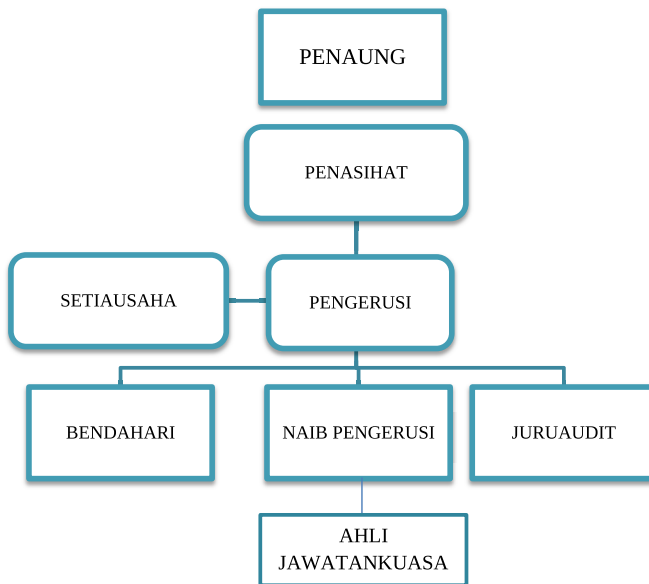 PENAUNG
PENASIHAT
SETIAUSAHA
PENGERUSI
BENDAHARI
NAIB PENGERUSI
JURUAUDIT
AHLI
JAWATANKUASA